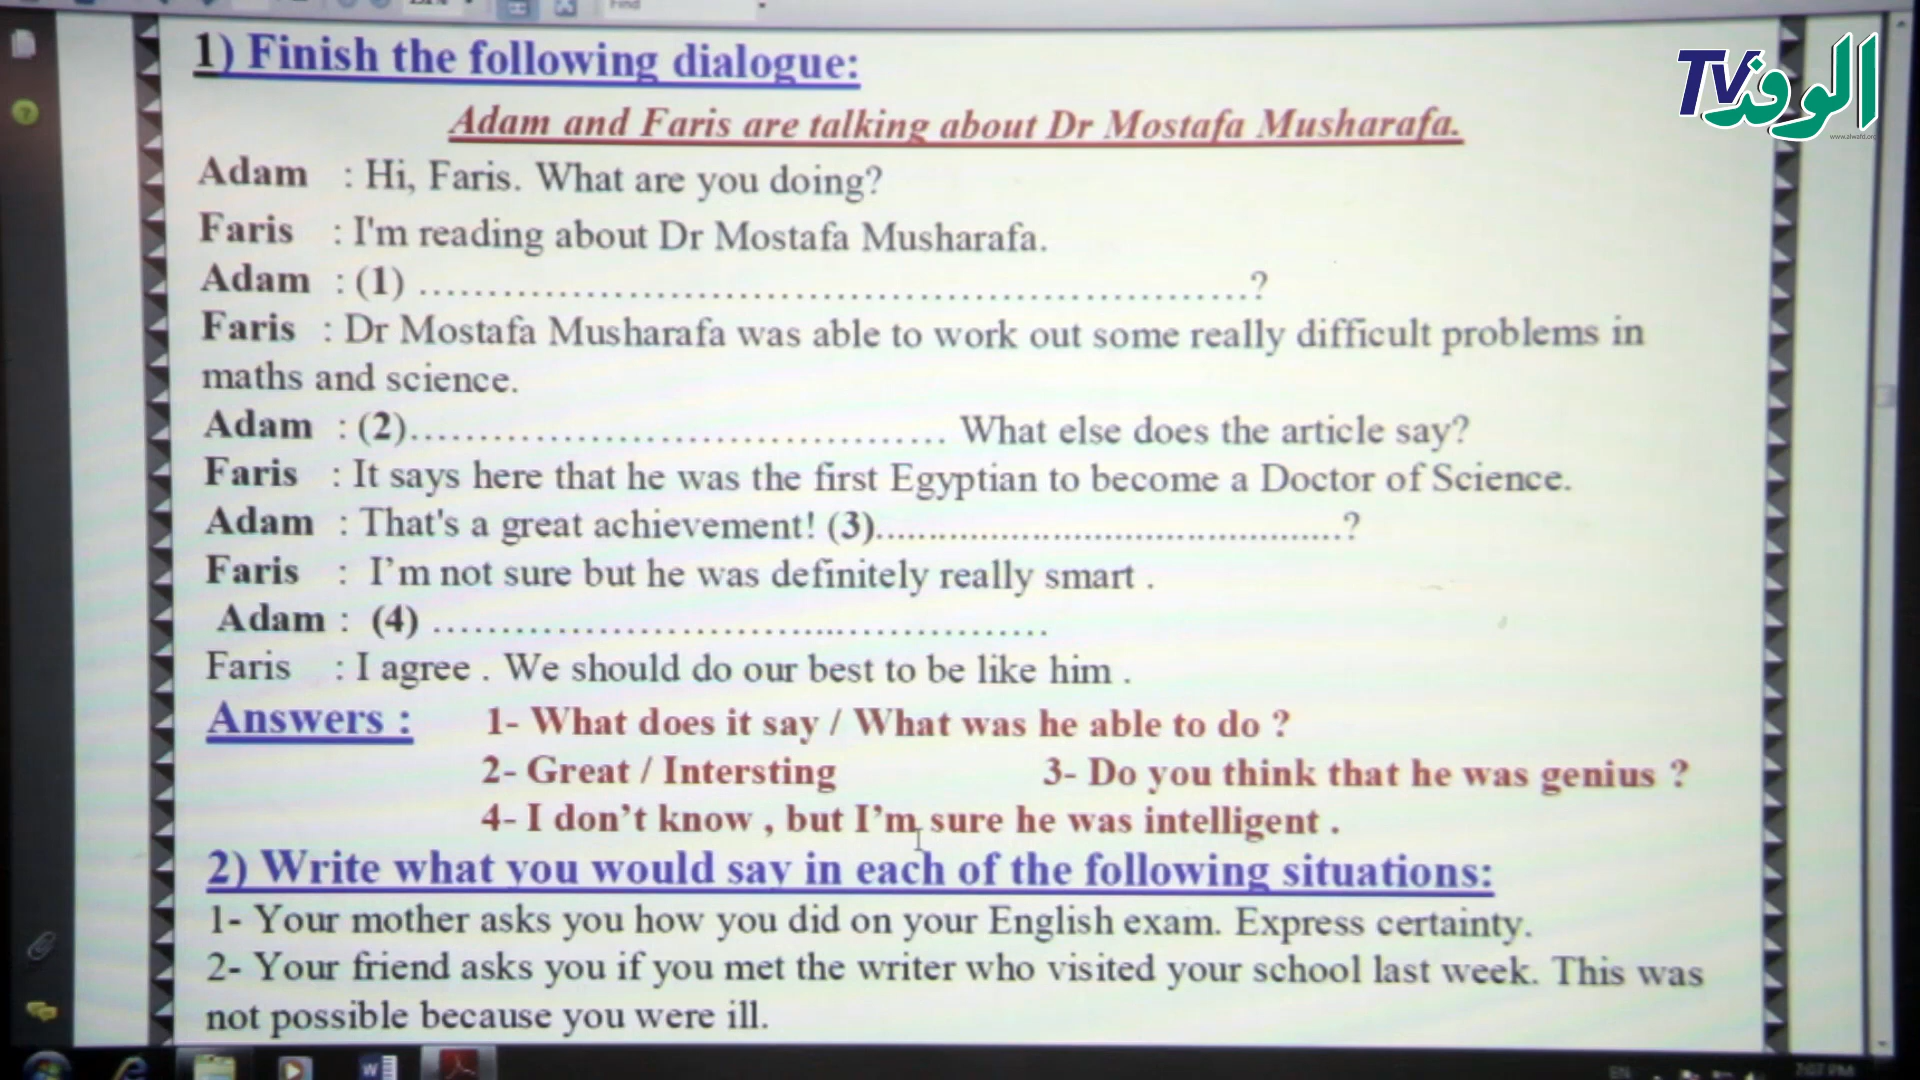 Find
TV الوفد
www.alwafd.org
1) Finish the following dialogue:
Adam and Faris are talking about Dr Mostafa Musharafa.
Adam : Hi, Faris. What are you doing?
Faris : I'm reading about Dr Mostafa Musharafa.
Adam : (1) ..............................................................?
Faris : Dr Mostafa Musharafa was able to work out some really difficult problems in
maths and science.
Adam : (2)........................................ What else does the article say?
Faris : It says here that he was the first Egyptian to become a Doctor of Science.
Adam : That's a great achievement! (3)....................................................?
Faris : I’m not sure but he was definitely really smart .
Adam : (4) ..............................................
Faris : I agree . We should do our best to be like him .
Answers : 1- What does it say / What was he able to do ?
2- Great / Intersting 3- Do you think that he was genius ?
4- I don’t know , but I’m sure he was intelligent .
2) Write what you would say in each of the following situations:
1- Your mother asks you how you did on your English exam. Express certainty.
2- Your friend asks you if you met the writer who visited your school last week. This was
not possible because you were ill.
EN
7:07 PM